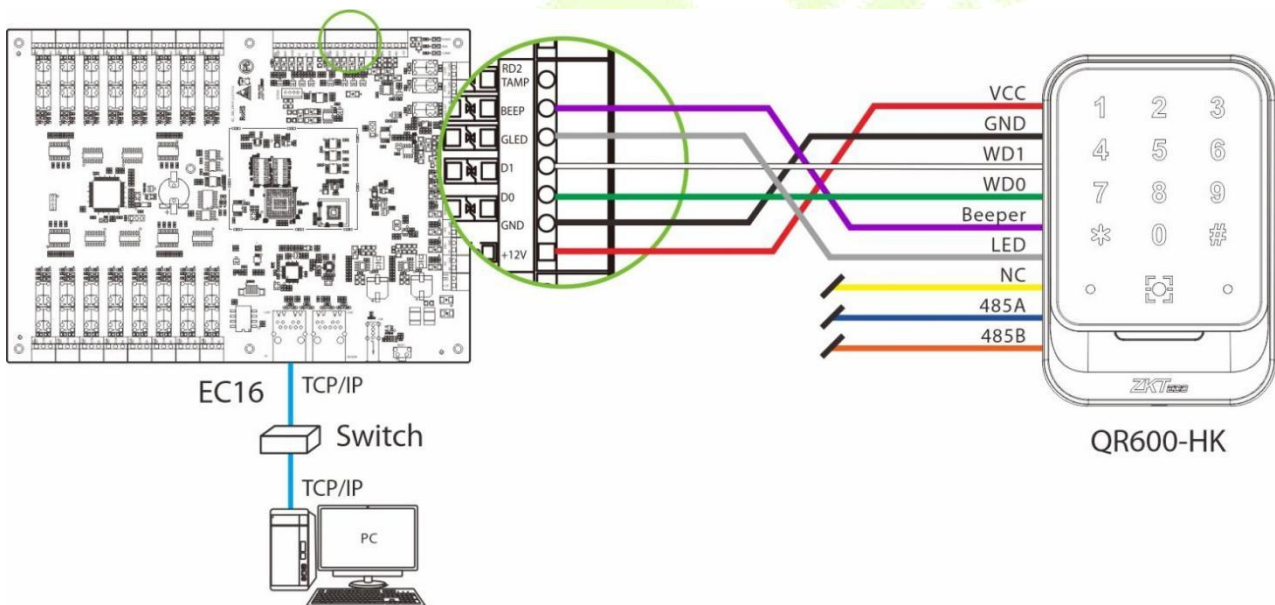 RD2
TAMP
BEEP
GLED
D1
D0
GND
+12V
VCC
GND
WD1
WD0
Beeper
LED
NC
485A
485B
1 2 3
4 5 6
7 8 9
* 0 #
EC16
TCP/IP
Switch
TCP/IP
PC
QR600-HK